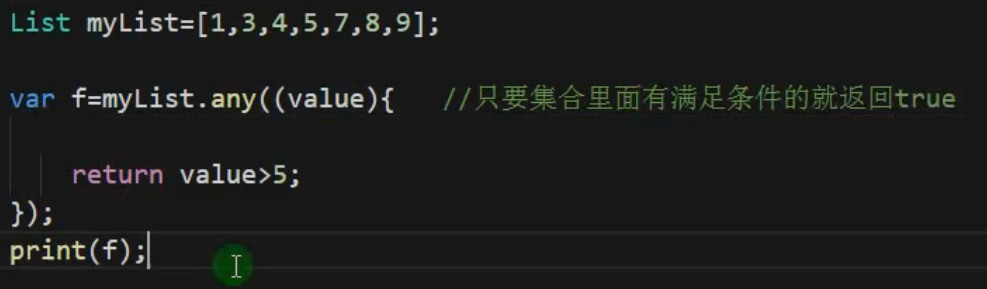 List myList=[1,3,4,5,7,8,9];
var f=myList.any((value){   //只要集合里面有满足条件的就返回true
    return value>5;
});
print(f);